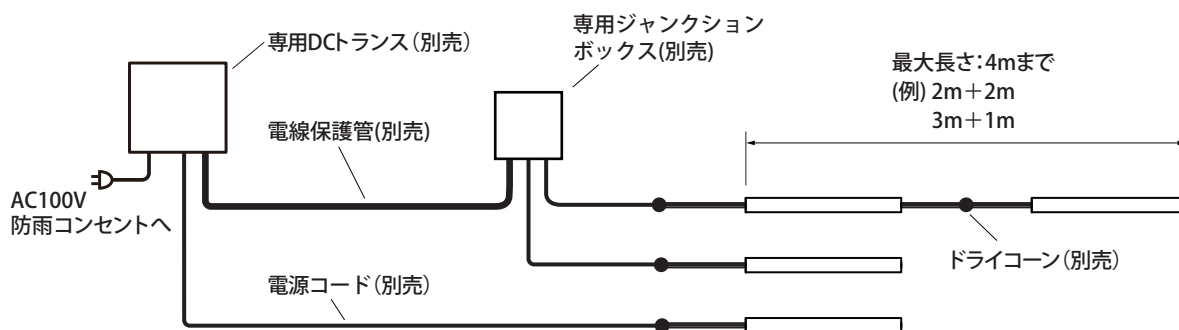 専用DCトランス（別売）
専用ジャンクション
ボックス(別売)
最大長さ：4mまで
(例) 2m＋2m
3m＋1m
電線保護管(別売)
AC100V
防雨コンセントへ
ドライコーン（別売）
電源コード（別売）